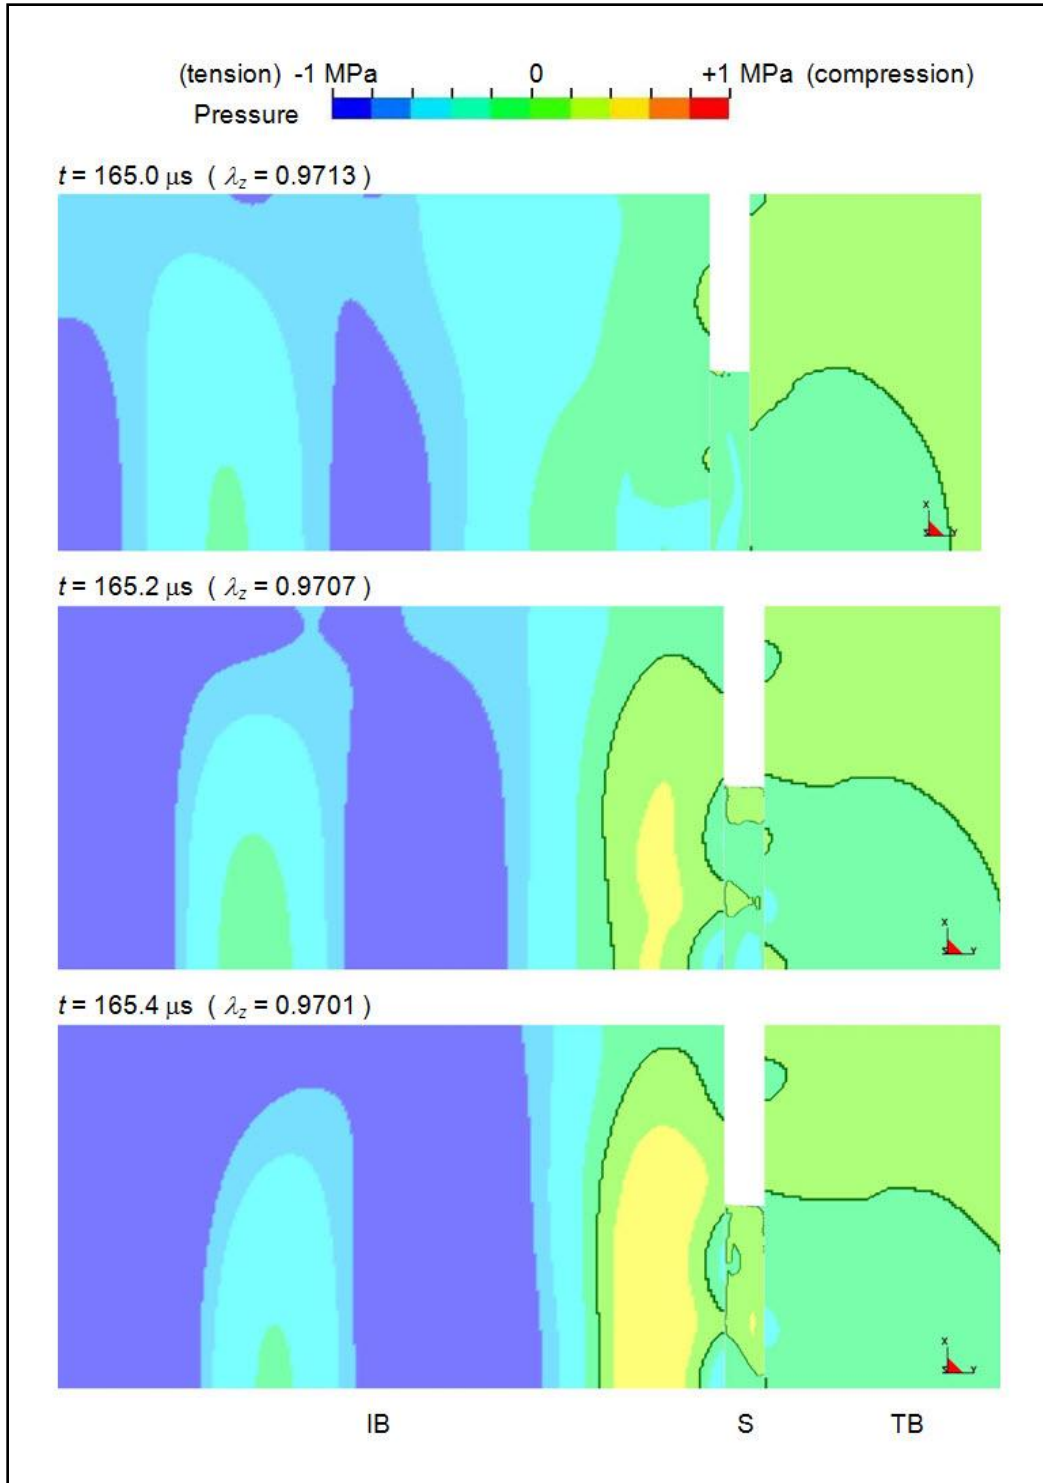 (tension) -1 MPa 0 +1 MPa (compression)
Pressure
t = 165.0 μs ( λz = 0.9713 )
X
Y
t = 165.2 μs ( λz = 0.9707 )
X
Y
t = 165.4 μs ( λz = 0.9701 )
X
Y
IB S TB